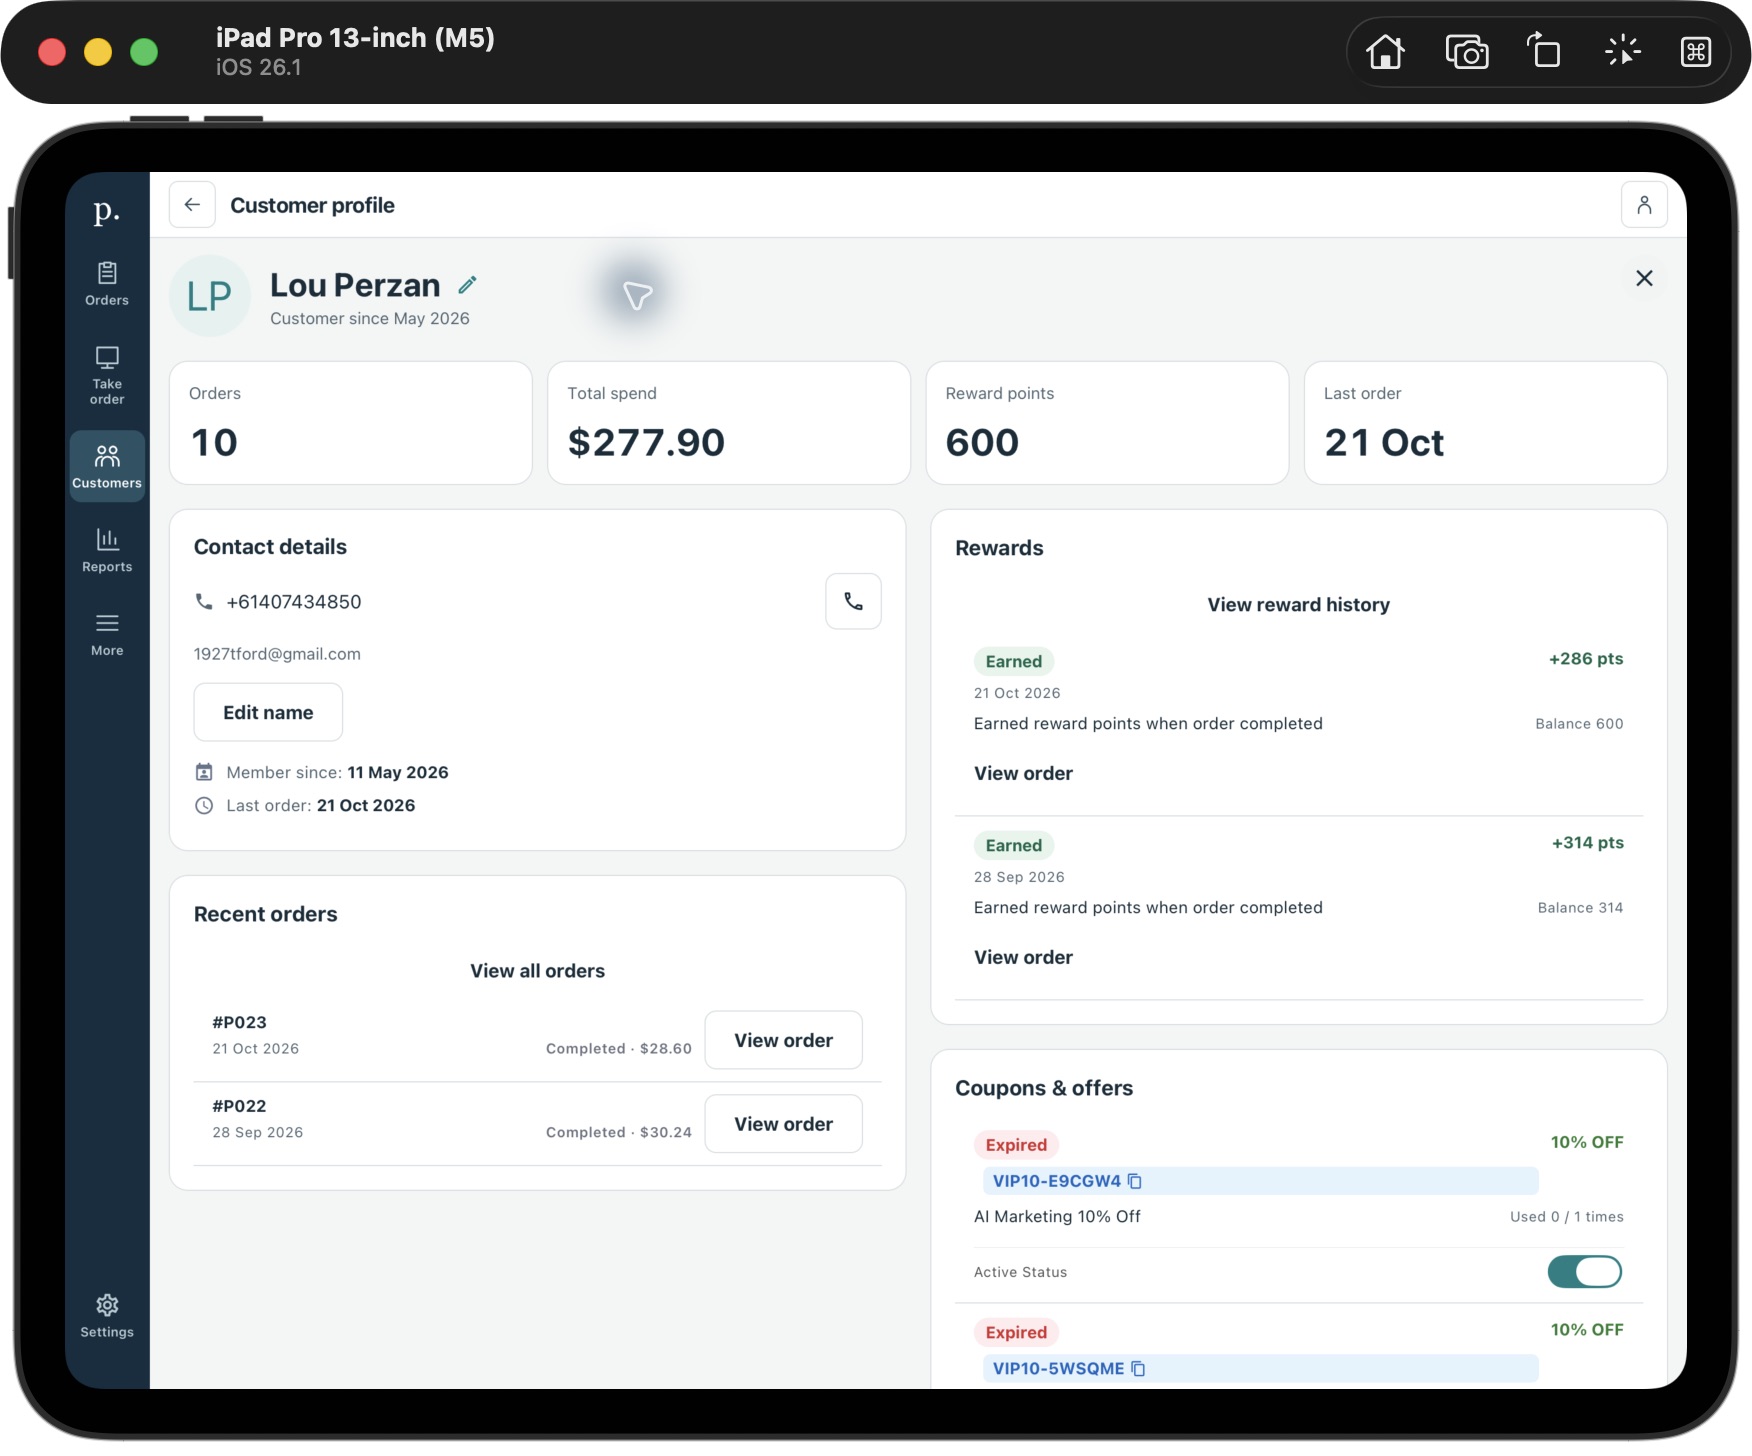 iPad Pro 13-inch (M5)
iOS 26.1
p.
Orders
Take
order
Customers
Reports
More
Settings
Customer profile
LP
Lou Perzan
Customer since May 2026
Orders
10
Total spend
$277.90
Reward points
600
Last order
21 Oct
Contact details
+61407434850
1927tford@gmail.com
Edit name
Member since: 11 May 2026
Last order: 21 Oct 2026
Recent orders
View all orders
#P023
21 Oct 2026
Completed · $28.60
View order
#P022
28 Sep 2026
Completed · $30.24
View order
Rewards
View reward history
Earned
+286 pts
21 Oct 2026
Earned reward points when order completed
Balance 600
View order
Earned
+314 pts
28 Sep 2026
Earned reward points when order completed
Balance 314
View order
Coupons & offers
Expired
10% OFF
VIP10-E9CGW4
AI Marketing 10% Off
Used 0 / 1 times
Active Status
Expired
10% OFF
VIP10-5WSQME